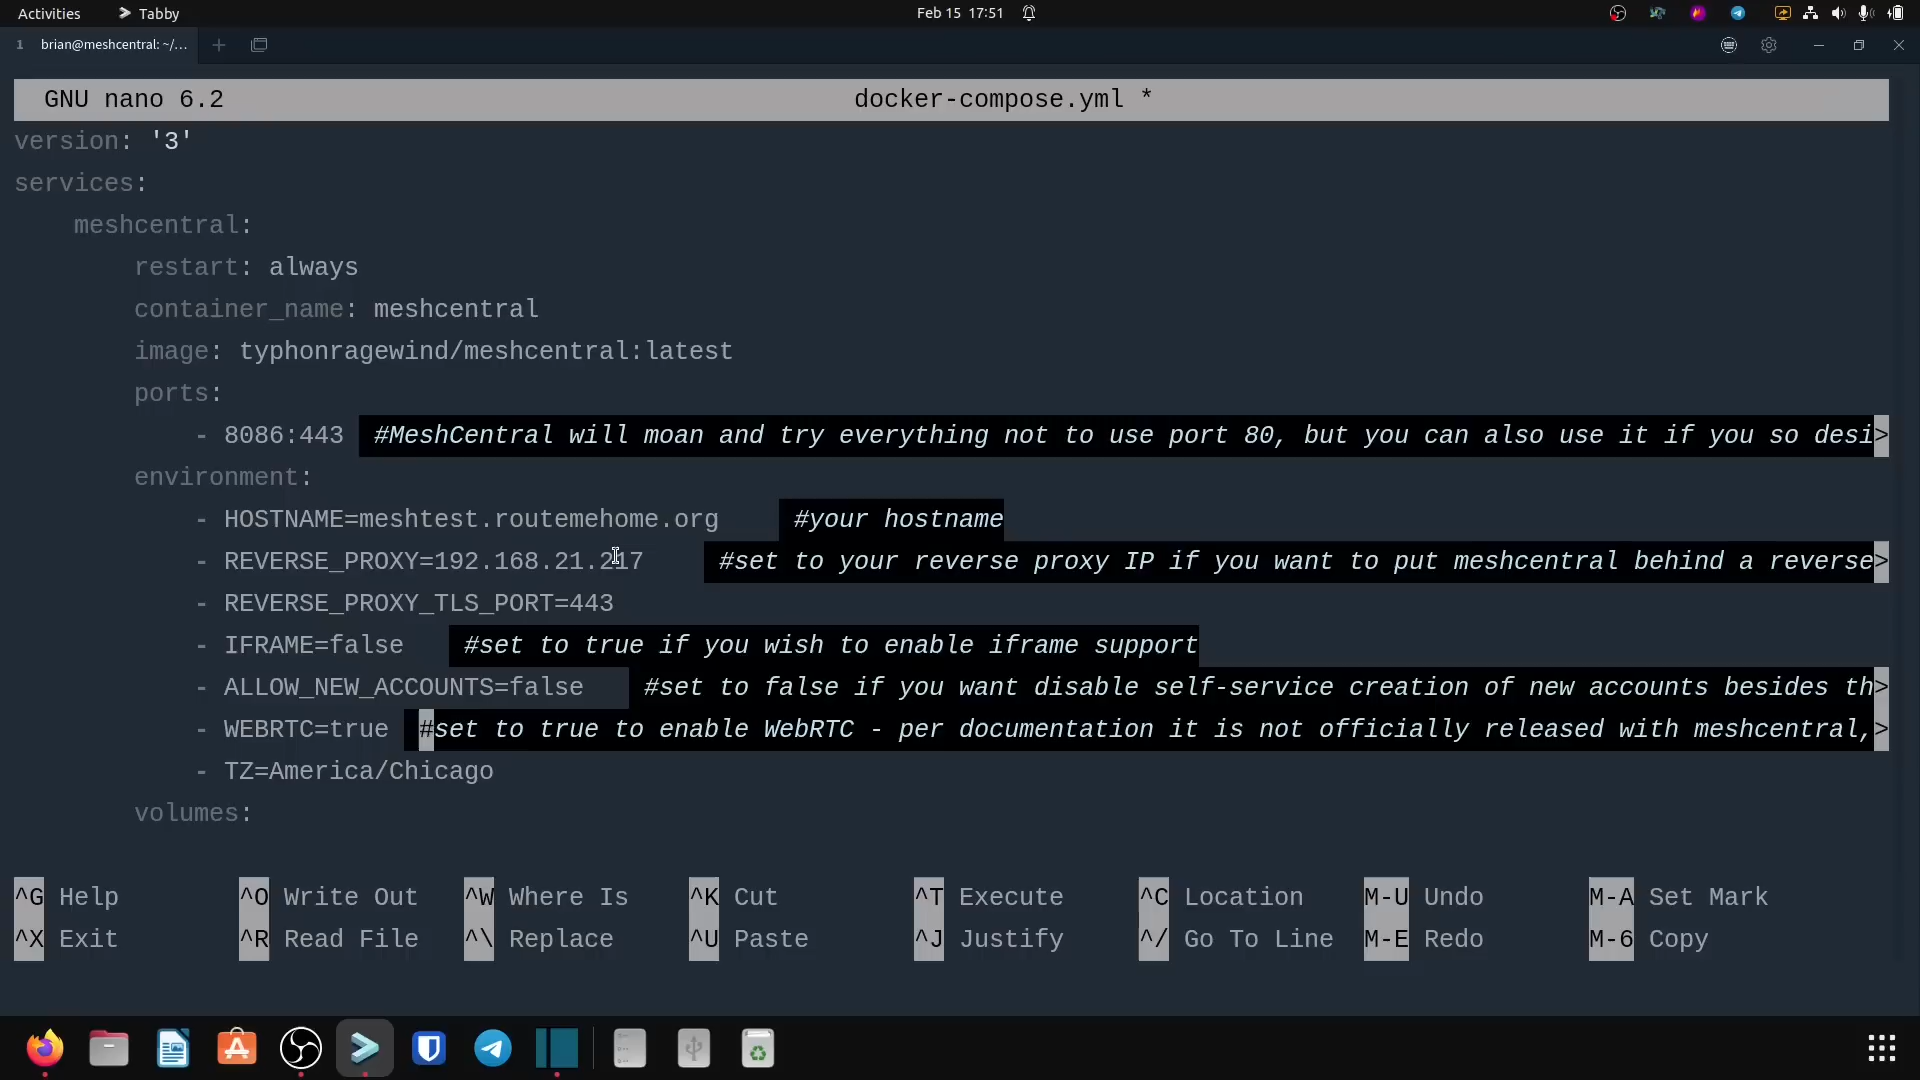 Activities Tabby Feb 15 17:51
1 brian@meshcentral: ~/...
GNU nano 6.2 docker-compose.yml *
version: '3'
services:
meshcentral:
restart: always
container_name: meshcentral
image: typhonragewind/meshcentral:latest
ports:
- 8086:443 #MeshCentral will moan and try everything not to use port 80, but you can also use it if you so desi>
environment:
- HOSTNAME=meshtest.routemehome.org #your hostname
- REVERSE_PROXY=192.168.21.217 #set to your reverse proxy IP if you want to put meshcentral behind a reverse>
- REVERSE_PROXY_TLS_PORT=443
- IFRAME=false #set to true if you wish to enable iframe support
- ALLOW_NEW_ACCOUNTS=false #set to false if you want disable self-service creation of new accounts besides th>
- WEBRTC=true #set to true to enable WebRTC - per documentation it is not officially released with meshcentral,>
- TZ=America/Chicago
volumes:
^G Help ^O Write Out ^W Where Is ^K Cut ^T Execute ^C Location M-U Undo M-A Set Mark
^X Exit ^R Read File ^\ Replace ^U Paste ^J Justify ^/ Go To Line M-E Redo M-6 Copy